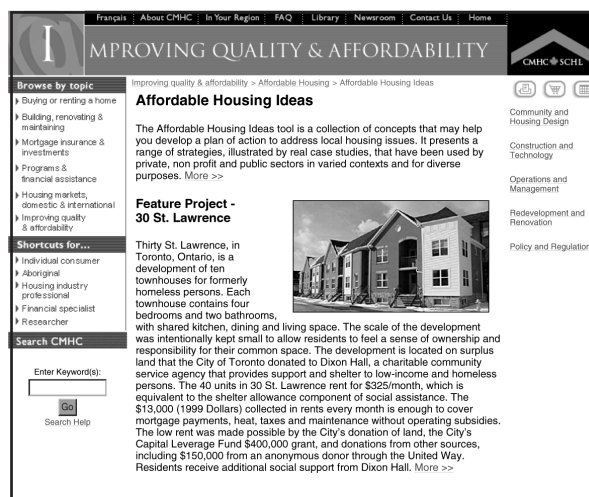 Français About CMHC In Your Region FAQ Library Newsroom Contact Us Home
IMPROVING QUALITY & AFFORDABILITY
CMHC SCHL
Browse by topic
Buying or renting a home
Building, renovating &
maintaining
Mortgage insurance &
investments
Programs &
financial assistance
Housing markets,
domestic & international
Improving quality
& affordability
Shortcuts for...
Individual consumer
Aboriginal
Housing industry
professional
Financial specialist
Researcher
Search CMHC
Enter Keyword(s):
Go
Search Help
Improving quality & affordability > Affordable Housing > Affordable Housing Ideas
Affordable Housing Ideas
The Affordable Housing Ideas tool is a collection of concepts that may help
you develop a plan of action to address local housing issues. It presents a
range of strategies, illustrated by real case studies, that have been used by
private, non profit and public sectors in varied contexts and for diverse
purposes. More >>
Feature Project -
30 St. Lawrence
Thirty St. Lawrence, in
Toronto, Ontario, is a
development of ten
townhouses for formerly
homeless persons. Each
townhouse contains four
bedrooms and two bathrooms,
with shared kitchen, dining and living space. The scale of the development
was intentionally kept small to allow residents to feel a sense of ownership and
responsibility for their common space. The development is located on surplus
land that the City of Toronto donated to Dixon Hall, a charitable community
service agency that provides support and shelter to low-income and homeless
persons. The 40 units in 30 St. Lawrence rent for $325/month, which is
equivalent to the shelter allowance component of social assistance. The
$13,000 (1999 Dollars) collected in rents every month is enough to cover
mortgage payments, heat, taxes and maintenance without operating subsidies.
The low rent was made possible by the City's donation of land, the City's
Capital Leverage Fund $400,000 grant, and donations from other sources,
including $150,000 from an anonymous donor through the United Way.
Residents receive additional social support from Dixon Hall. More >>
Community and
Housing Design
Construction and
Technology
Operations and
Management
Redevelopment and
Renovation
Policy and Regulation